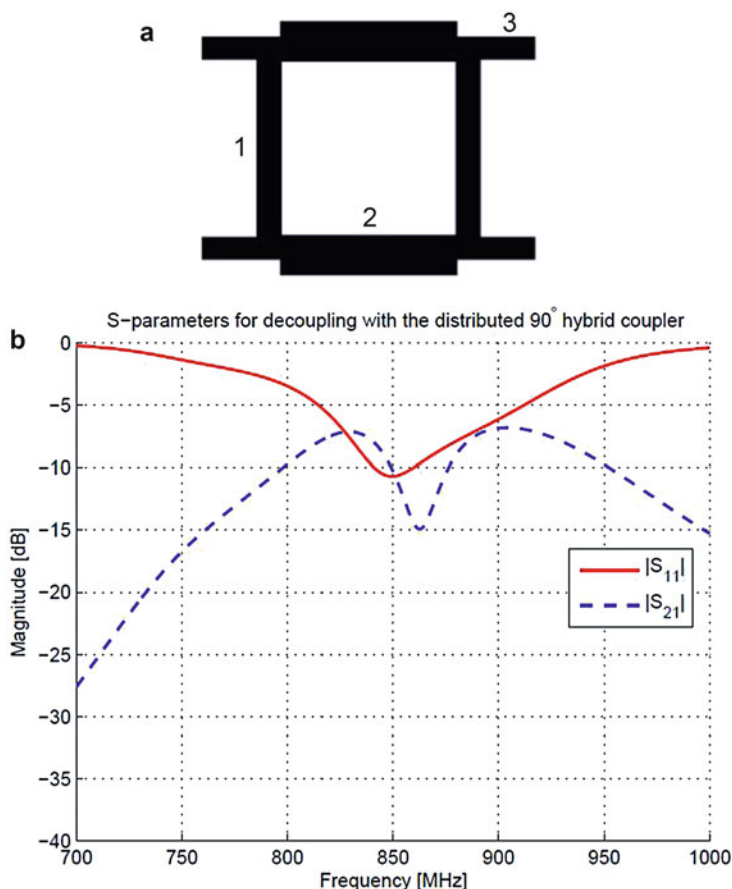 a
3
1
2
S−parameters for decoupling with the distributed 90° hybrid coupler
b
0
−5
−10
−15
−20
−25
−30
−35
−40
Magnitude [dB]
|S11|
|S21|
700
750
800
850
900
950
1000
Frequency [MHz]